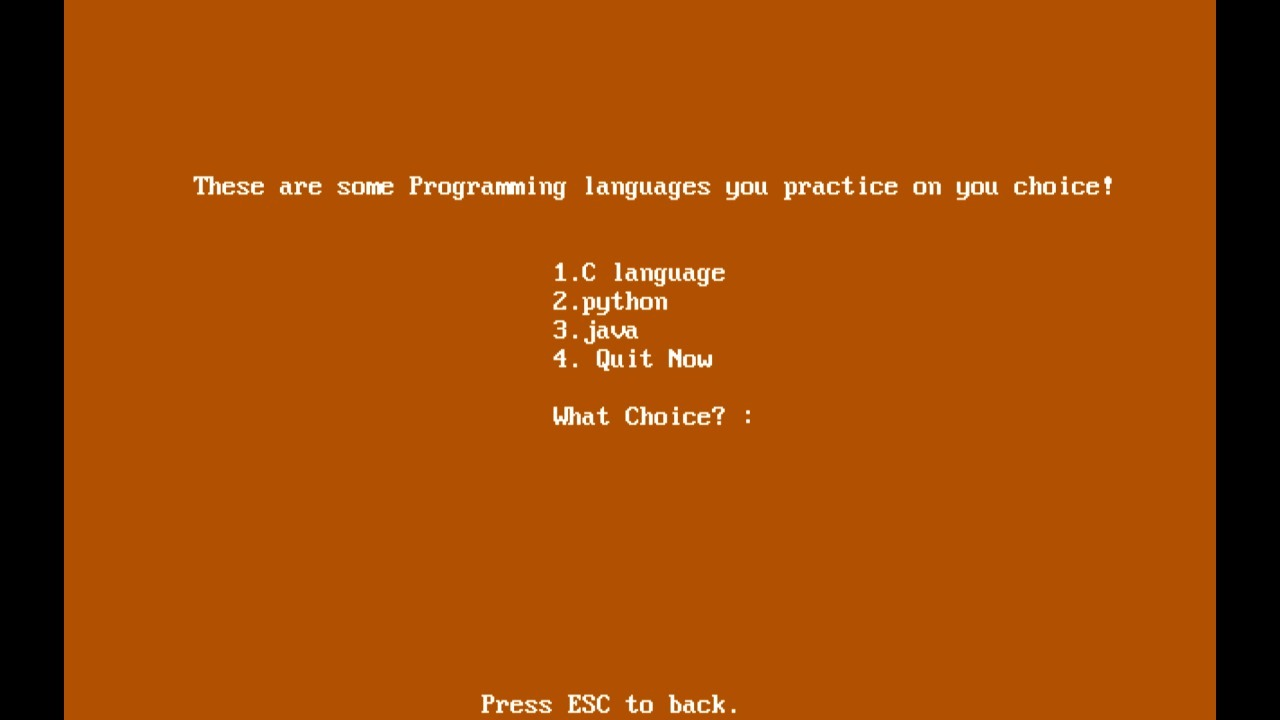 These are some Programming languages you practice on you choice!
1.C language
2.python
3.java
4. Quit Now
What Choice? :
Press ESC to back.